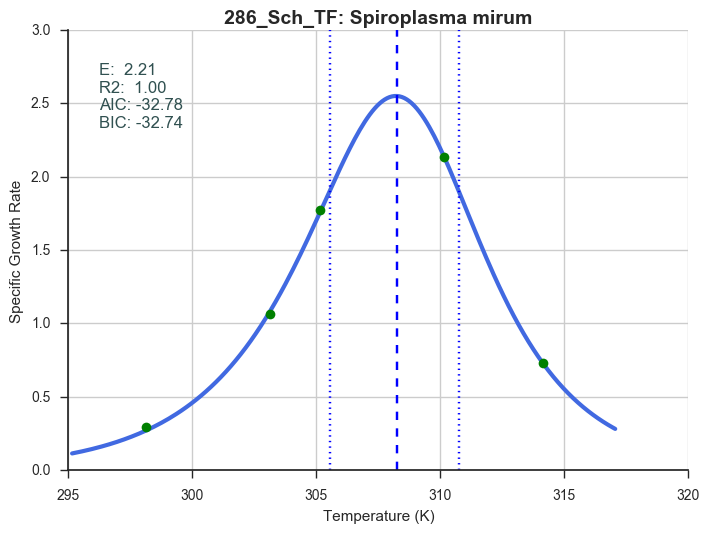 286_Sch_TF: Spiroplasma mirum
3.0
E:  2.21
R2:  1.00
AIC: -32.78
BIC: -32.74
2.5
2.0
1.5
1.0
0.5
0.0
Specific Growth Rate
295 300 305 310 315 320
Temperature (K)